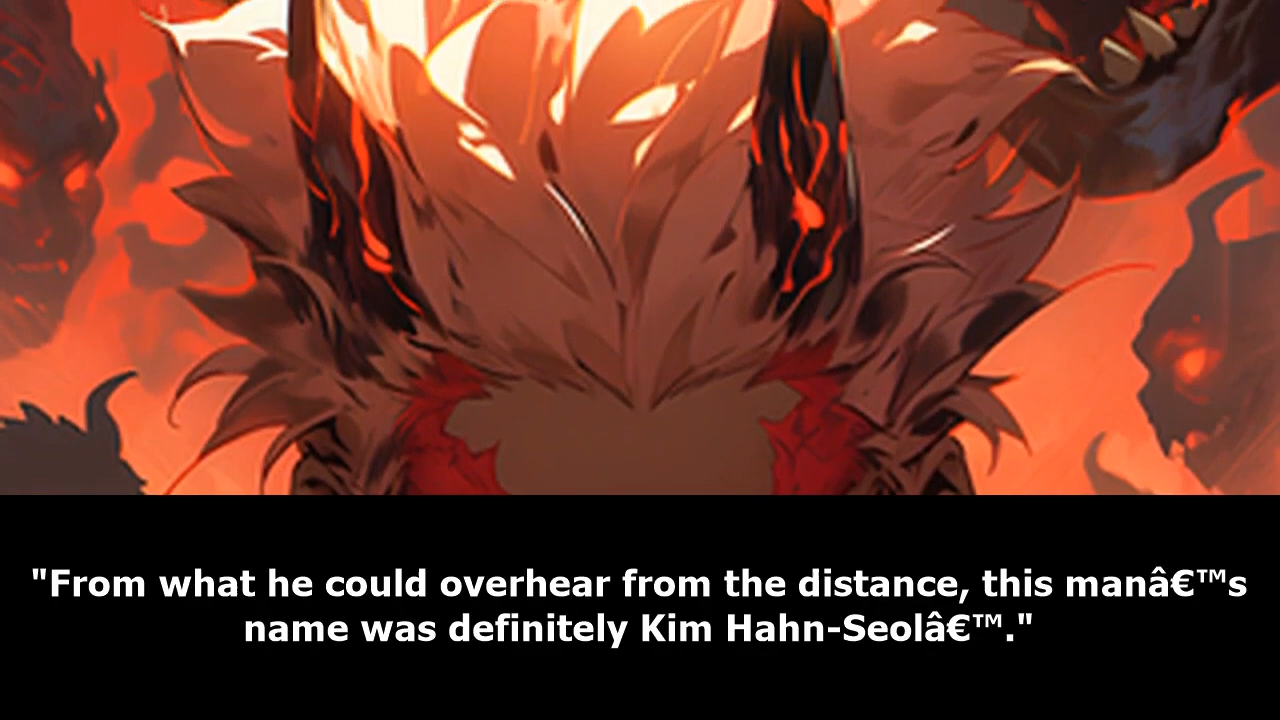 "From what he could overhear from the distance, this manâ€™s
name was definitely Kim Hahn-Seolâ€™."